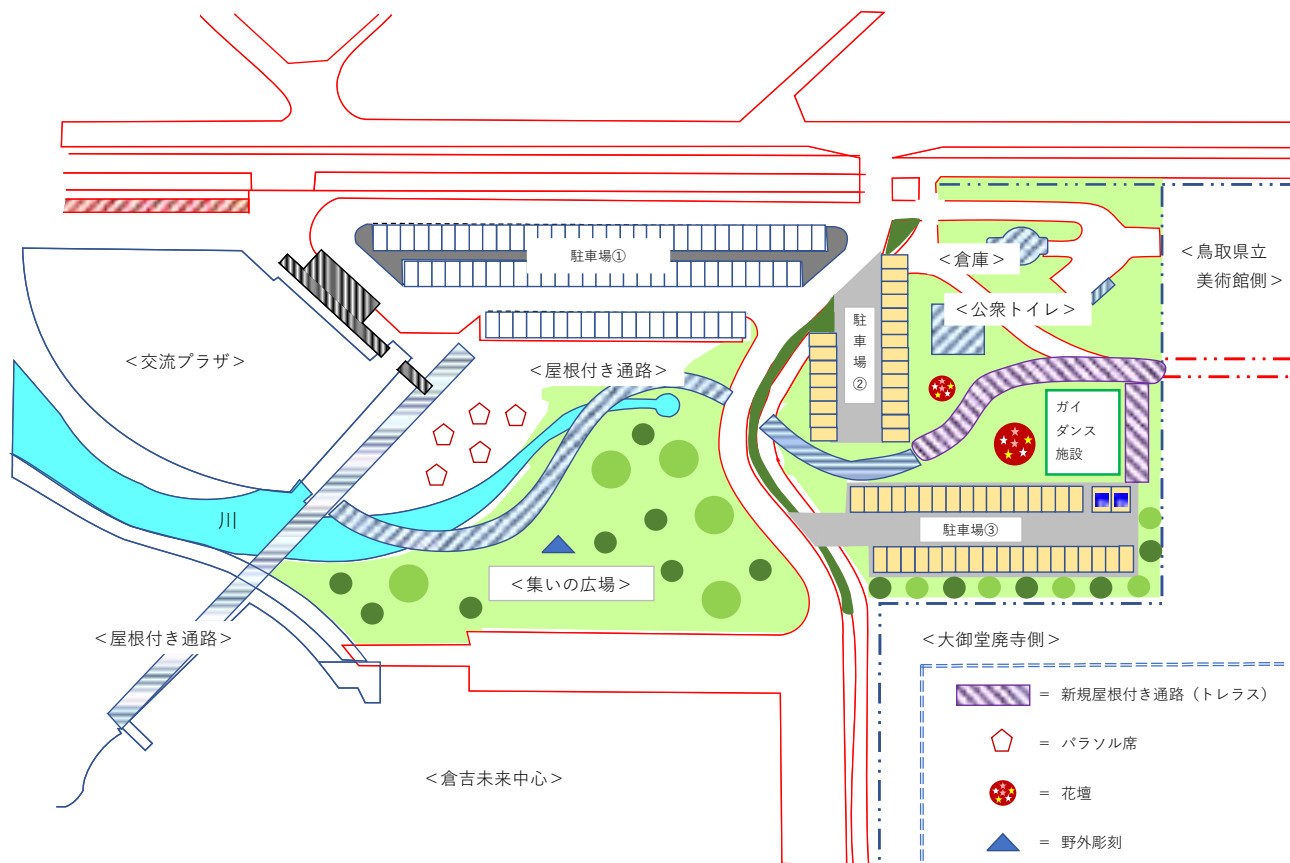 駐車場①
＜倉庫＞
＜鳥取県立
美術館側＞
＜公衆トイレ＞
駐
車
場
②
＜交流プラザ＞
＜屋根付き通路＞
ガイ
ダンス
施設
川
駐車場③
＜集いの広場＞
＜屋根付き通路＞
＜大御堂廃寺側＞
＝ 新規屋根付き通路（トレラス）
＝ パラソル席
＜倉吉未来中心＞
＝ 花壇
＝ 野外彫刻